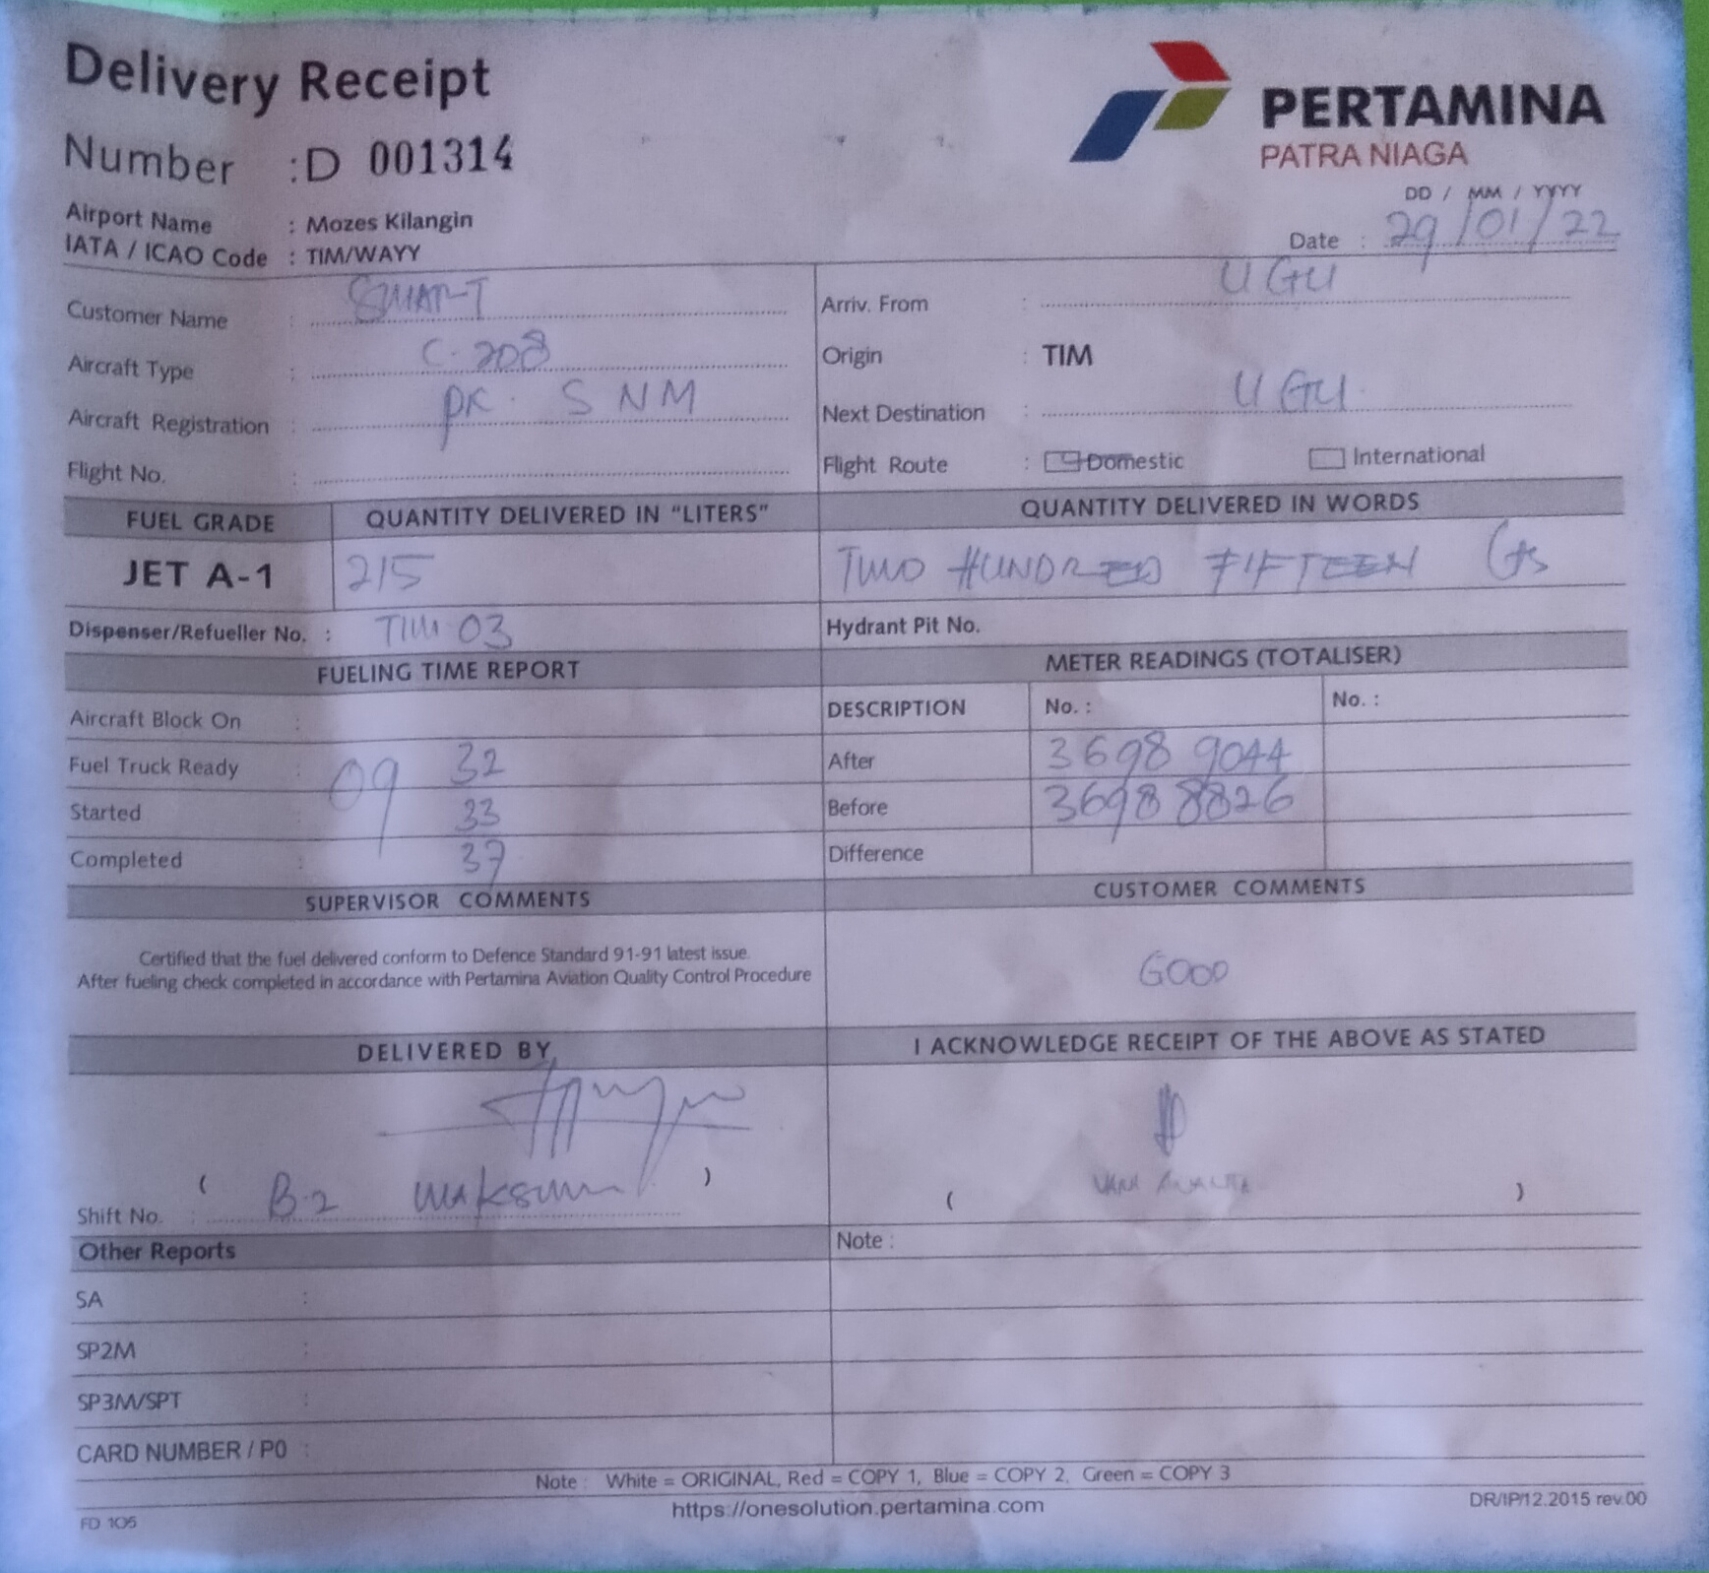 Delivery Receipt
PERTAMINA
PATRA NIAGA
Number : D 001314
DD / MM / YYYY
Airport Name : Mozes Kilangin
Date : 29/01/22
IATA / ICAO Code : TIM/WAYY
Customer Name : SMART
Arriv. From : UGU
Aircraft Type : C-208
Origin : TIM
Aircraft Registration : PK. SNM
Next Destination : UGU
Flight No. :
Flight Route : Domestic International
FUEL GRADE QUANTITY DELIVERED IN "LITERS" QUANTITY DELIVERED IN WORDS
JET A-1 215 TWO HUNDRED FIFTEEN
Dispenser/Refueller No. : TIM 03 Hydrant Pit No.
FUELING TIME REPORT METER READINGS (TOTALISER)
Aircraft Block On : DESCRIPTION No. : No. :
Fuel Truck Ready : 09 32 After 3698 9044
Started : 33 Before 3698 8826
Completed : 37 Difference
SUPERVISOR COMMENTS CUSTOMER COMMENTS
Certified that the fuel delivered conform to Defence Standard 91-91 latest issue.
After fueling check completed in accordance with Pertamina Aviation Quality Control Procedure
GOOD
DELIVERED BY I ACKNOWLEDGE RECEIPT OF THE ABOVE AS STATED
( )
Shift No. : B-2 Maksum
( )
Other Reports Note :
SA :
SP2M :
SP3M/SPT :
CARD NUMBER / P0 :
Note : White = ORIGINAL, Red = COPY 1, Blue = COPY 2, Green = COPY 3
https://onesolution.pertamina.com
FD 105
DR/IP/12.2015 rev.00